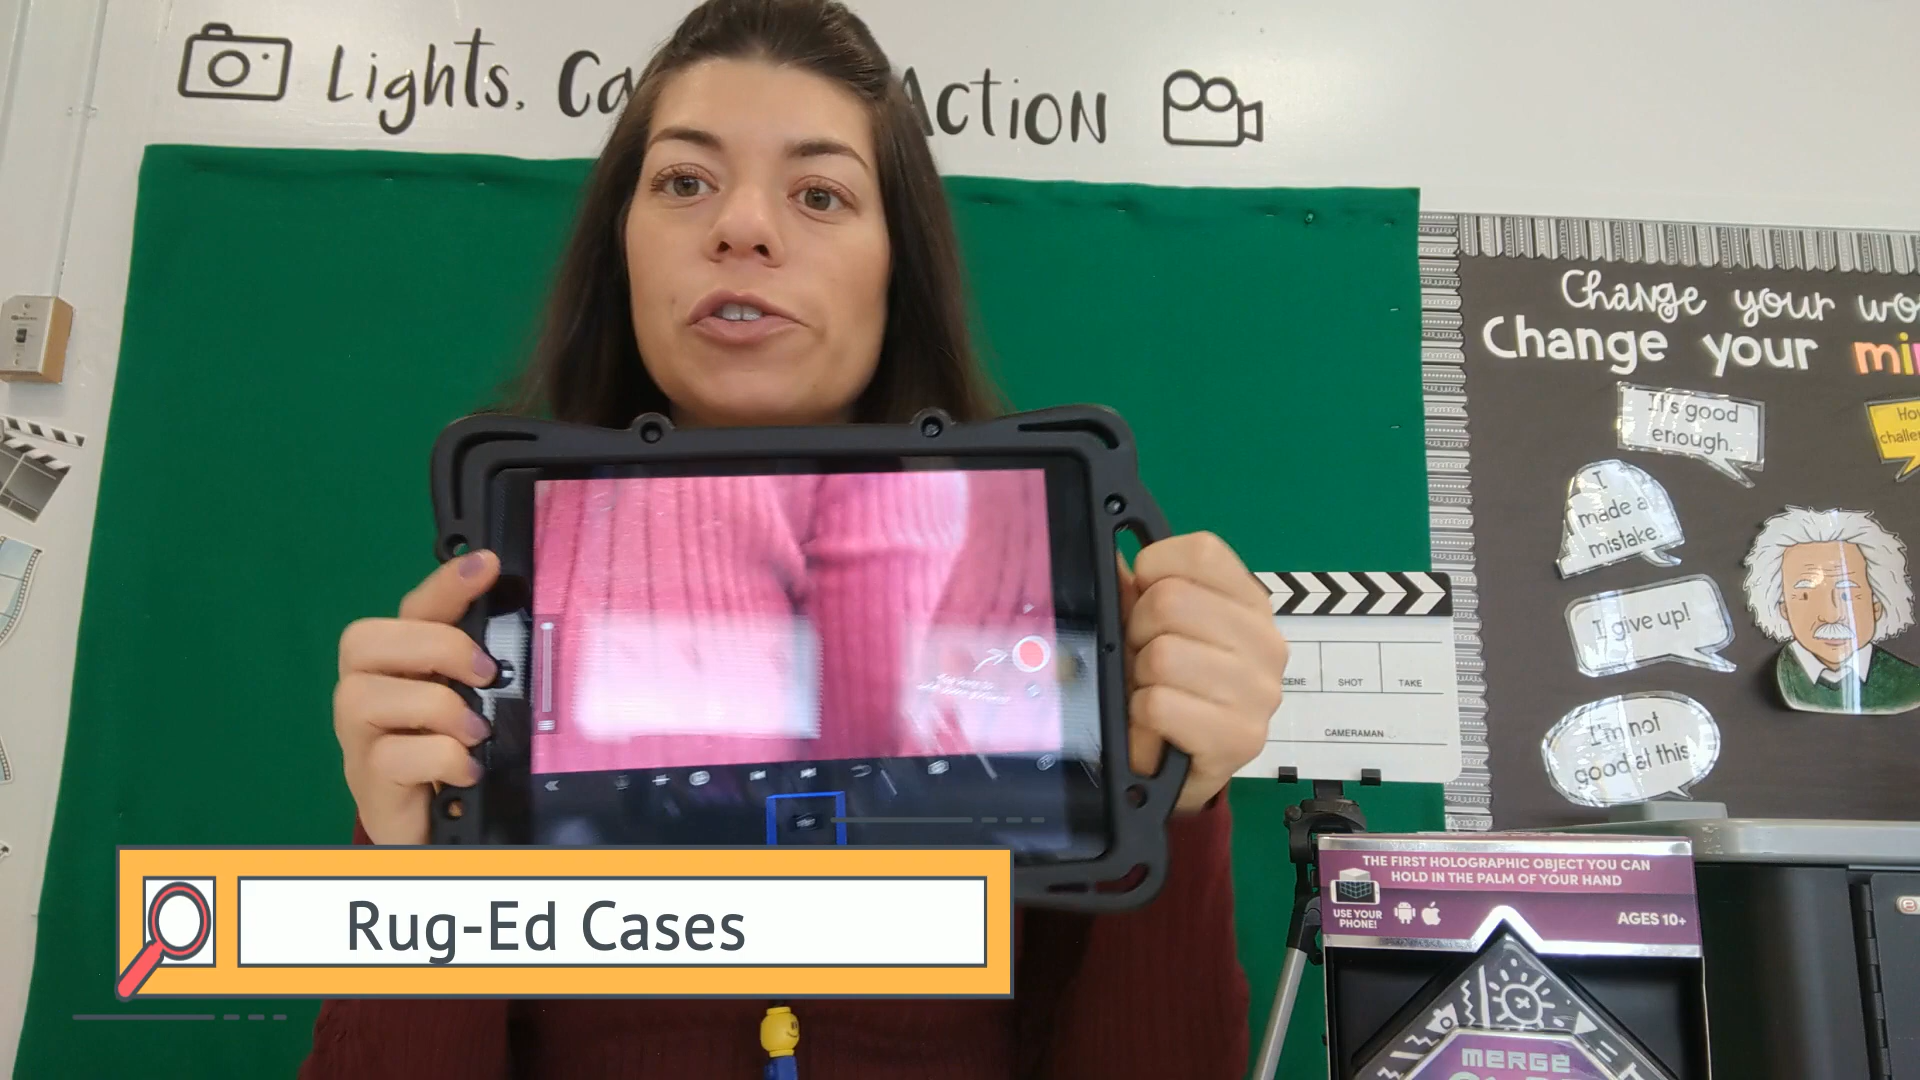 Lights, Ca
Action
Change your wo
Change your mi
It's good
enough.
How
challen
I
made a
mistake.
I give up!
I'm not
good at this
SCENE SHOT TAKE
CAMERAMAN
THE FIRST HOLOGRAPHIC OBJECT YOU CAN
HOLD IN THE PALM OF YOUR HAND
USE YOUR
PHONE!
AGES 10+
MERGE
Rug-Ed Cases